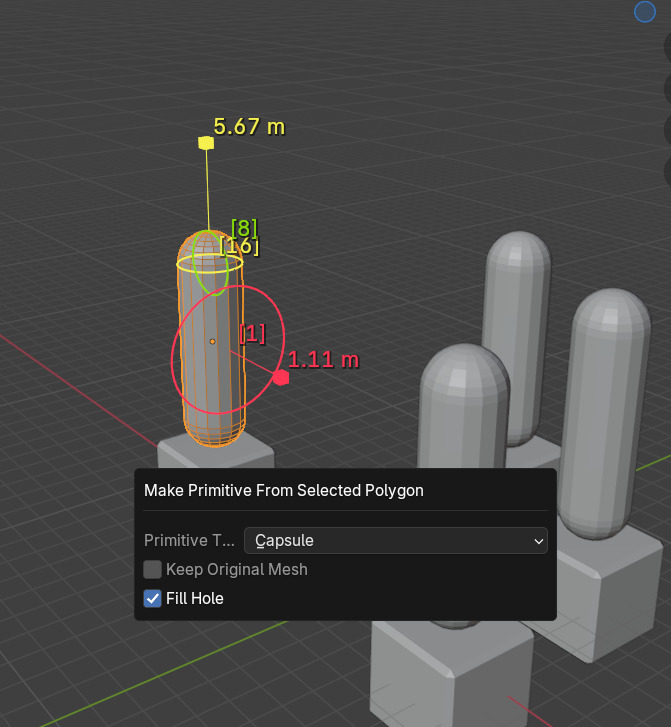 5.67 m
[8]
[16]
[1]
1.11 m
Make Primitive From Selected Polygon
Primitive T... Capsule
Keep Original Mesh
Fill Hole